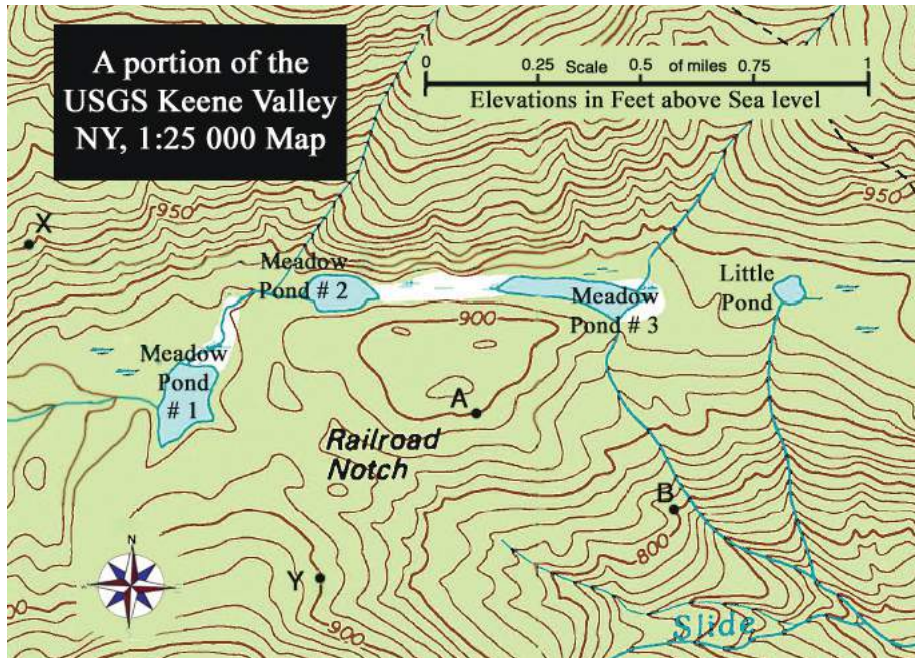 A portion of the
USGS Keene Valley
NY, 1:25 000 Map
0 0.25 Scale 0.5 of miles 0.75 1
Elevations in Feet above Sea level
950
950
X
Meadow
Pond # 2
Little
Pond
Meadow
Pond # 3
900
Meadow
Pond
# 1
A
Railroad
Notch
B
800
N
Y
900
00
Slide